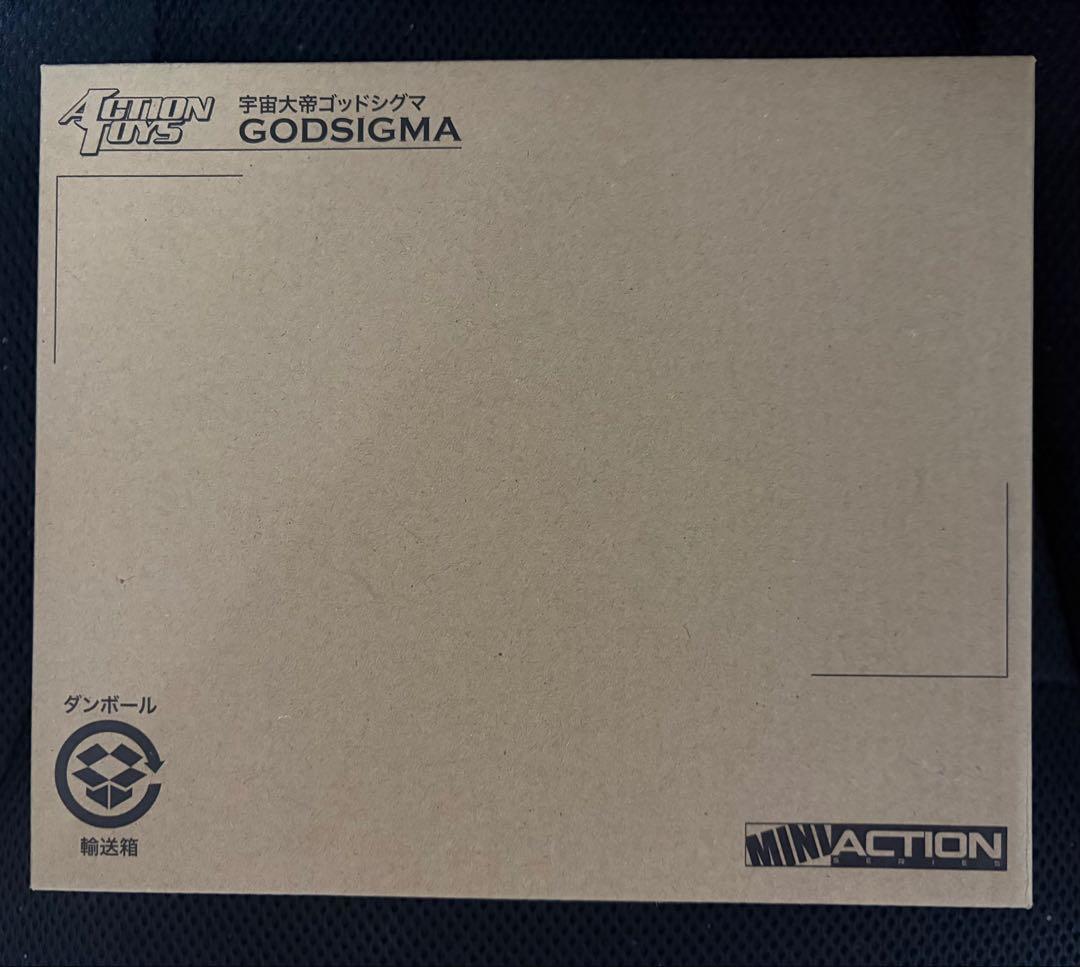 ACTION TOYS
宇宙大帝ゴッドシグマ
GODSIGMA
ダンボール
輸送箱
MINI ACTION
SERIES